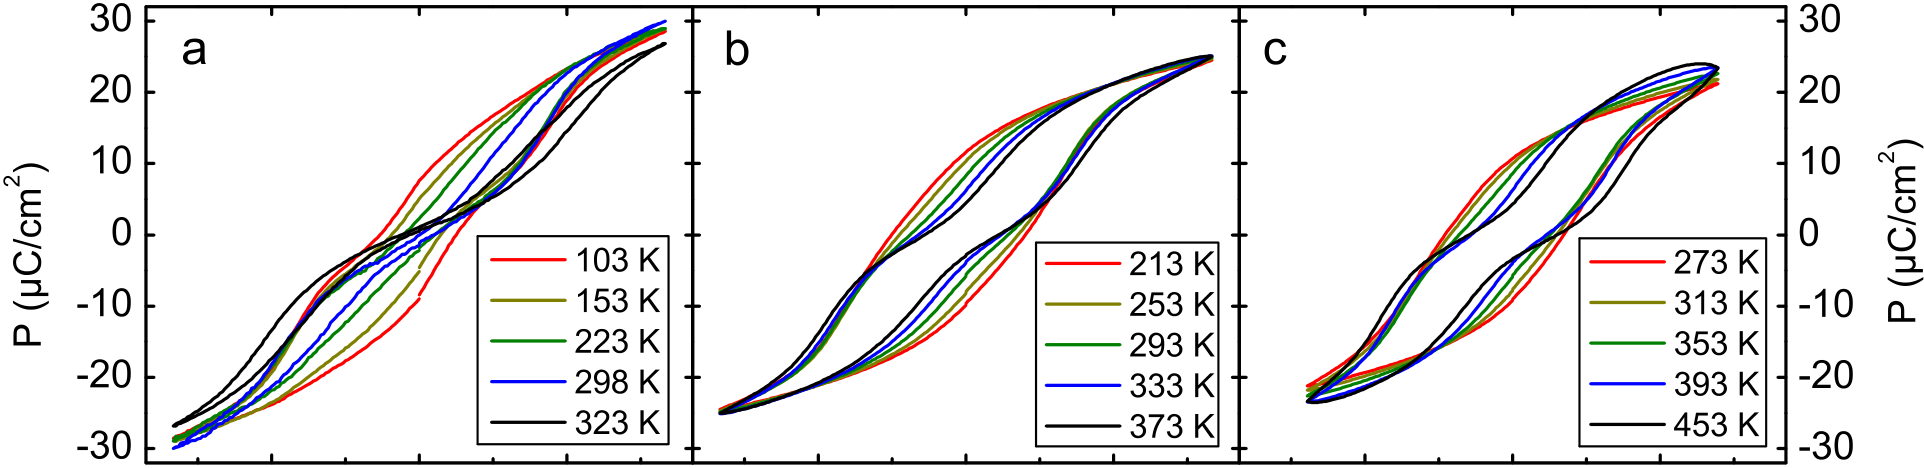 30
20
10
0
-10
-20
-30
P (μC/cm²)
a
103 K
153 K
223 K
298 K
323 K
b
213 K
253 K
293 K
333 K
373 K
c
273 K
313 K
353 K
393 K
453 K
30
20
10
0
-10
-20
-30
P (μC/cm²)